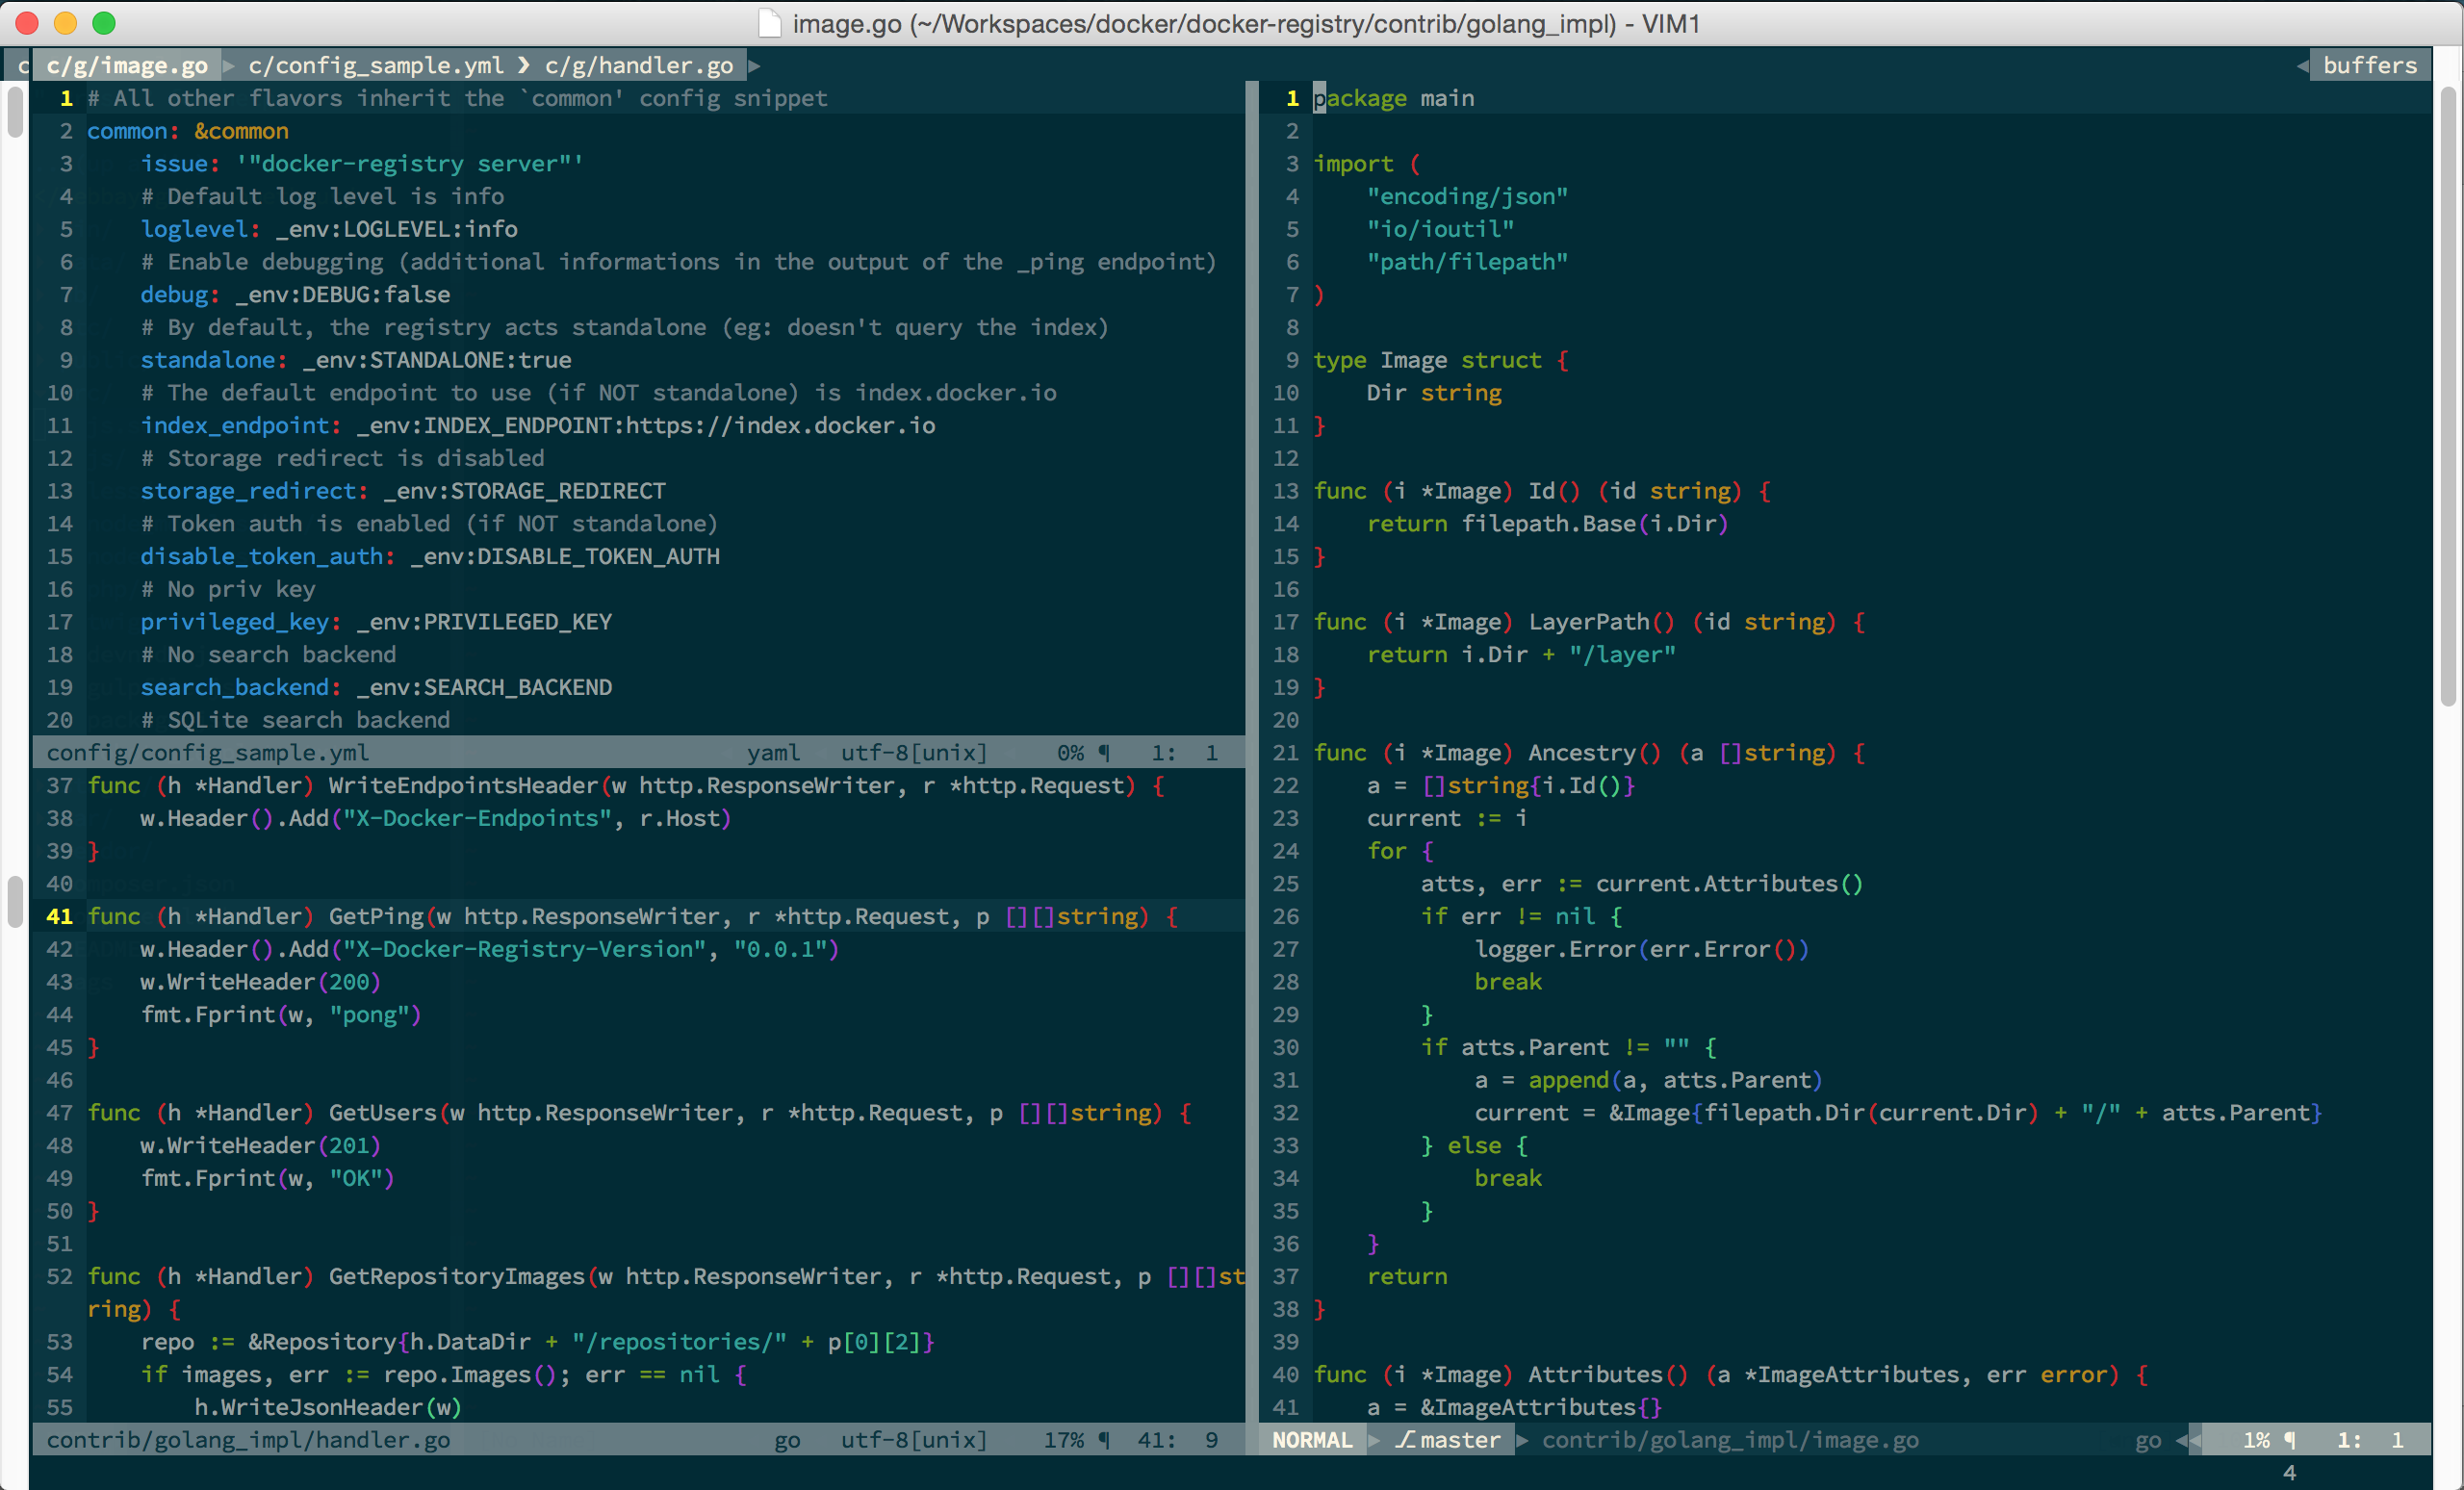 image.go (~/Workspaces/docker/docker-registry/contrib/golang_impl) - VIM1
c c/g/image.go c/config_sample.yml ❯ c/g/handler.go buffers
1 # All other flavors inherit the `common' config snippet
2 common: &common
3     issue: '"docker-registry server"'
4     # Default log level is info
5     loglevel: _env:LOGLEVEL:info
6     # Enable debugging (additional informations in the output of the _ping endpoint)
7     debug: _env:DEBUG:false
8     # By default, the registry acts standalone (eg: doesn't query the index)
9     standalone: _env:STANDALONE:true
10     # The default endpoint to use (if NOT standalone) is index.docker.io
11     index_endpoint: _env:INDEX_ENDPOINT:https://index.docker.io
12     # Storage redirect is disabled
13     storage_redirect: _env:STORAGE_REDIRECT
14     # Token auth is enabled (if NOT standalone)
15     disable_token_auth: _env:DISABLE_TOKEN_AUTH
16     # No priv key
17     privileged_key: _env:PRIVILEGED_KEY
18     # No search backend
19     search_backend: _env:SEARCH_BACKEND
20     # SQLite search backend
config/config_sample.yml yaml utf-8[unix] 0% ¶ 1: 1
37 func (h *Handler) WriteEndpointsHeader(w http.ResponseWriter, r *http.Request) {
38     w.Header().Add("X-Docker-Endpoints", r.Host)
39 }
40
41 func (h *Handler) GetPing(w http.ResponseWriter, r *http.Request, p [][]string) {
42     w.Header().Add("X-Docker-Registry-Version", "0.0.1")
43     w.WriteHeader(200)
44     fmt.Fprint(w, "pong")
45 }
46
47 func (h *Handler) GetUsers(w http.ResponseWriter, r *http.Request, p [][]string) {
48     w.WriteHeader(201)
49     fmt.Fprint(w, "OK")
50 }
51
52 func (h *Handler) GetRepositoryImages(w http.ResponseWriter, r *http.Request, p [][]st
ring) {
53     repo := &Repository{h.DataDir + "/repositories/" + p[0][2]}
54     if images, err := repo.Images(); err == nil {
55         h.WriteJsonHeader(w)
contrib/golang_impl/handler.go go utf-8[unix] 17% ¶ 41: 9
1 package main
2
3 import (
4     "encoding/json"
5     "io/ioutil"
6     "path/filepath"
7 )
8
9 type Image struct {
10     Dir string
11 }
12
13 func (i *Image) Id() (id string) {
14     return filepath.Base(i.Dir)
15 }
16
17 func (i *Image) LayerPath() (id string) {
18     return i.Dir + "/layer"
19 }
20
21 func (i *Image) Ancestry() (a []string) {
22     a = []string{i.Id()}
23     current := i
24     for {
25         atts, err := current.Attributes()
26         if err != nil {
27             logger.Error(err.Error())
28             break
29         }
30         if atts.Parent != "" {
31             a = append(a, atts.Parent)
32             current = &Image{filepath.Dir(current.Dir) + "/" + atts.Parent}
33         } else {
34             break
35         }
36     }
37     return
38 }
39
40 func (i *Image) Attributes() (a *ImageAttributes, err error) {
41     a = &ImageAttributes{}
NORMAL master contrib/golang_impl/image.go go 1% ¶ 1: 1
4